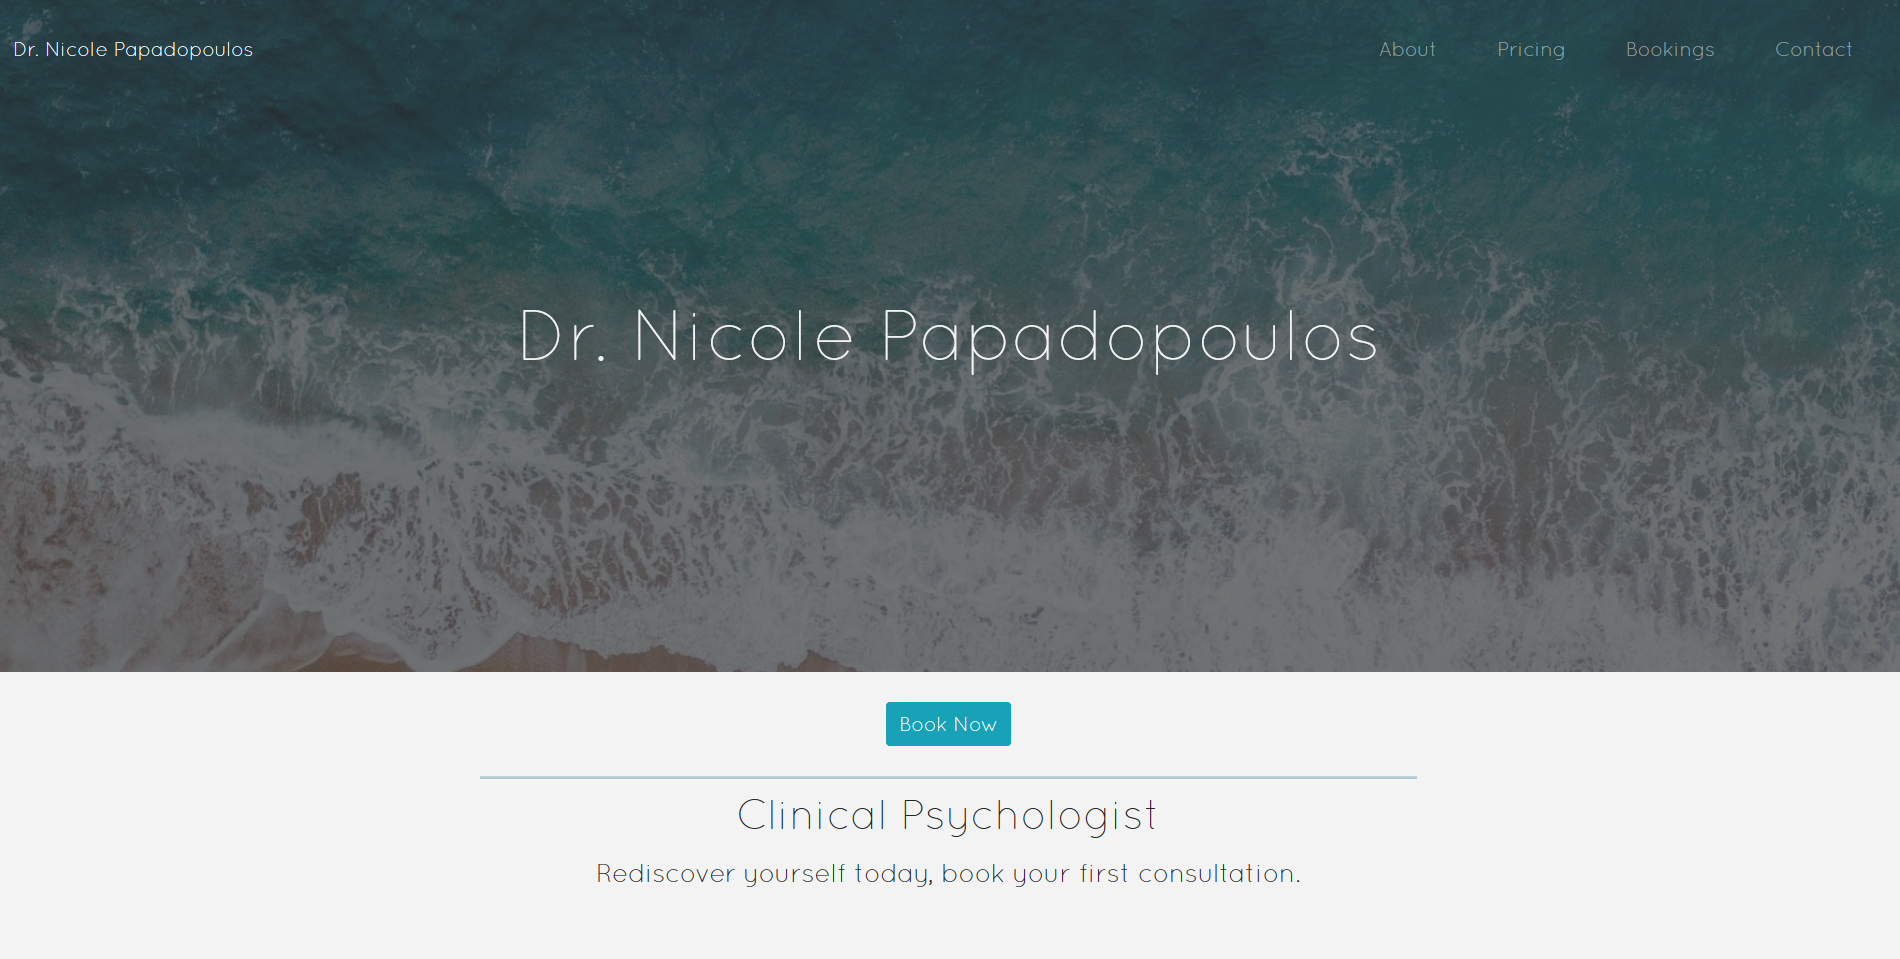 Dr. Nicole Papadopoulos
About Pricing Bookings Contact
Dr. Nicole Papadopoulos
Book Now
Clinical Psychologist
Rediscover yourself today, book your first consultation.